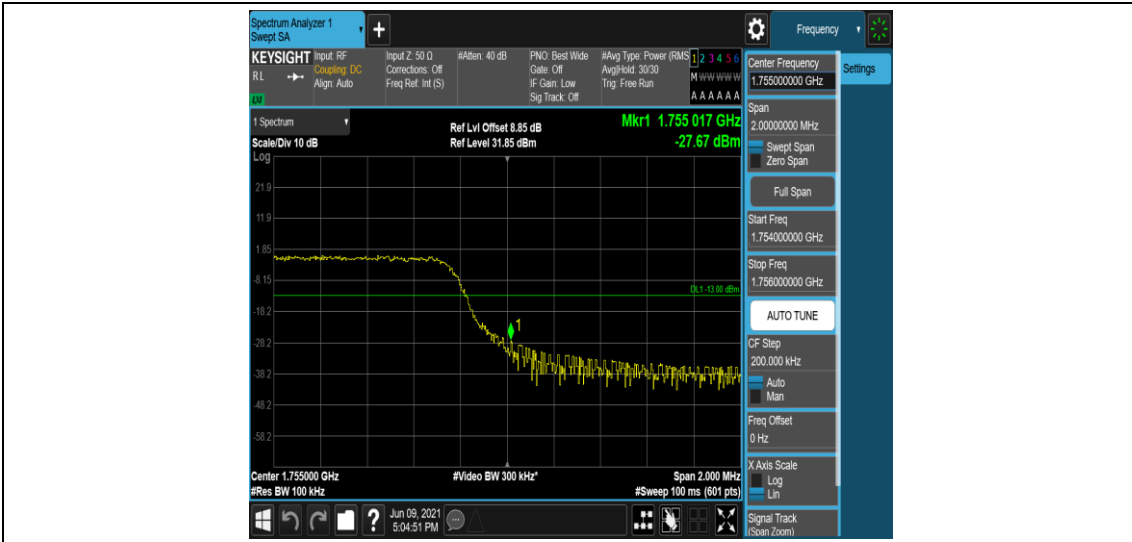 Spectrum Analyzer 1
Swept SA
+
Frequency
KEYSIGHT
RL
LXI
Input: RF
Coupling: DC
Align: Auto
Input Z: 50 Ω
Corrections: Off
Freq Ref: Int (S)
#Atten: 40 dB
PNO: Best Wide
Gate: Off
IF Gain: Low
Sig Track: Off
#Avg Type: Power (RMS
Avg|Hold: 30/30
Trig: Free Run
1 2 3 4 5 6
M W W W W W
A A A A A A
Center Frequency
1.755000000 GHz
Settings
Span
2.00000000 MHz
Swept Span
Zero Span
Full Span
Start Freq
1.754000000 GHz
Stop Freq
1.756000000 GHz
AUTO TUNE
CF Step
200.000 kHz
Auto
Man
Freq Offset
0 Hz
X Axis Scale
Log
Lin
Signal Track
(Span Zoom)
1 Spectrum
Scale/Div 10 dB
Log
Ref Lvl Offset 8.85 dB
Ref Level 31.85 dBm
Mkr1 1.755 017 GHz
-27.67 dBm
21.9
11.9
1.85
-8.15
DL1 -13.00 dBm
-18.2
1
-28.2
-38.2
-48.2
-58.2
Center 1.755000 GHz
#Video BW 300 kHz*
Span 2.000 MHz
#Res BW 100 kHz
#Sweep 100 ms (601 pts)
?
Jun 09, 2021
5:04:51 PM